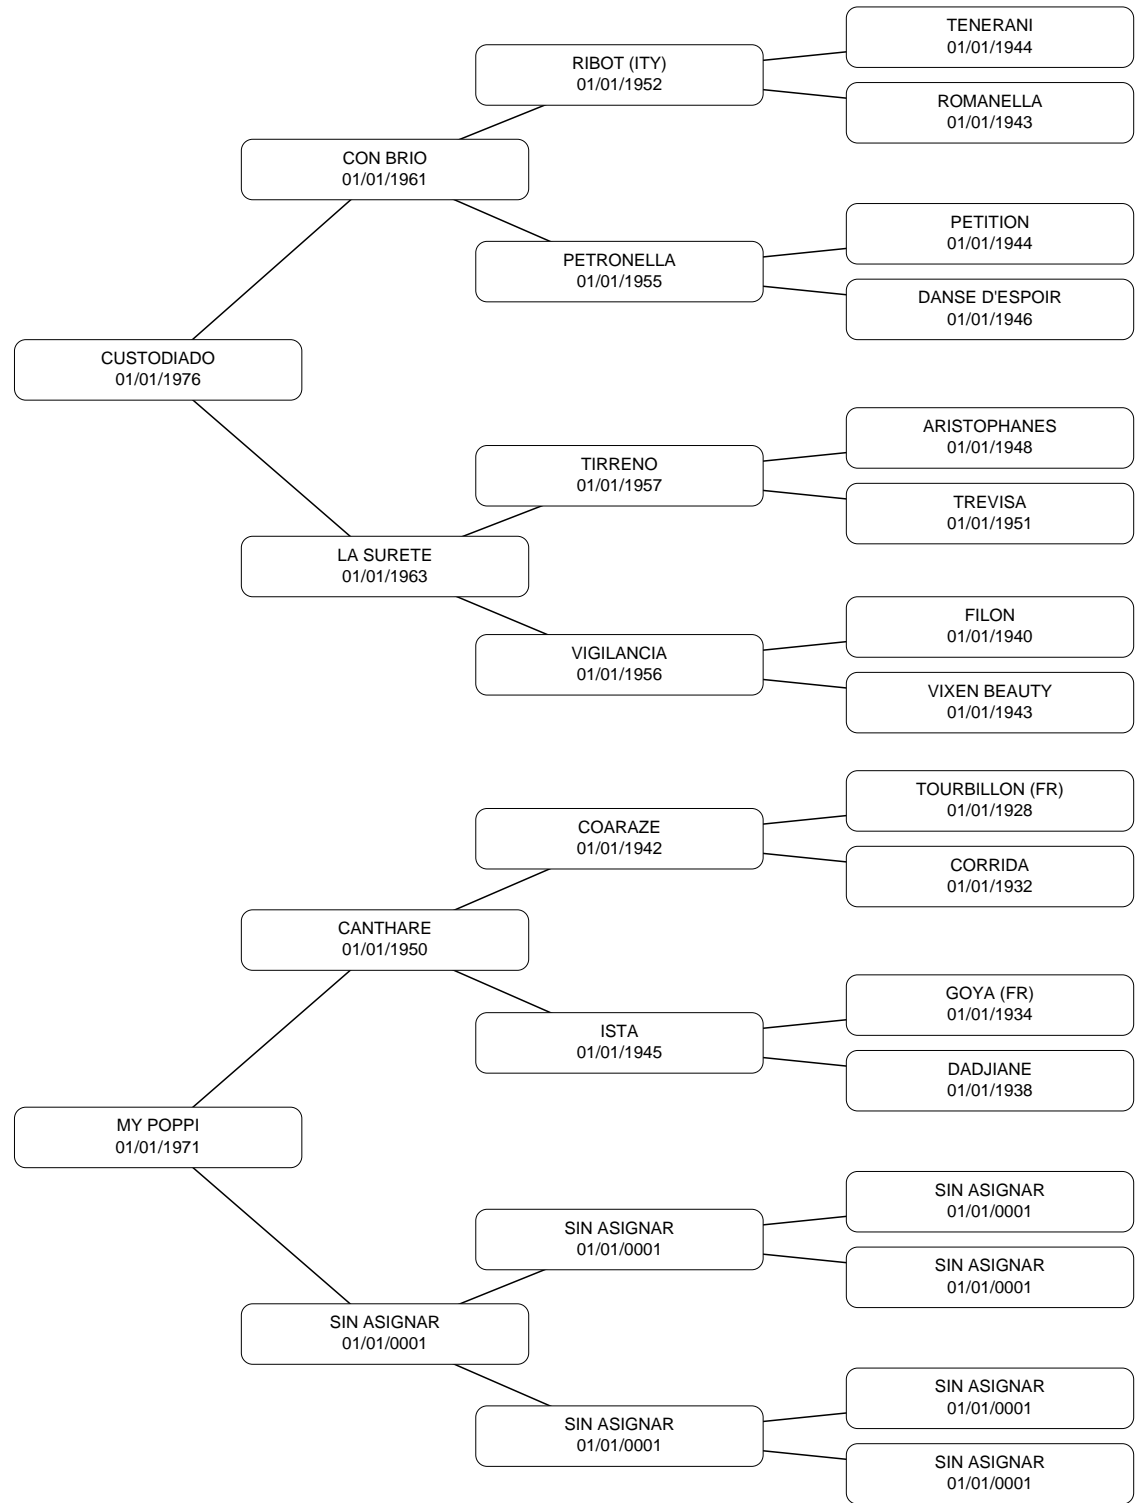 TENERANI
01/01/1944
RIBOT (ITY)
01/01/1952
ROMANELLA
01/01/1943
CON BRIO
01/01/1961
PETITION
01/01/1944
PETRONELLA
01/01/1955
DANSE D'ESPOIR
01/01/1946
CUSTODIADO
01/01/1976
ARISTOPHANES
01/01/1948
TIRRENO
01/01/1957
TREVISA
01/01/1951
LA SURETE
01/01/1963
FILON
01/01/1940
VIGILANCIA
01/01/1956
VIXEN BEAUTY
01/01/1943
TOURBILLON (FR)
01/01/1928
COARAZE
01/01/1942
CORRIDA
01/01/1932
CANTHARE
01/01/1950
GOYA (FR)
01/01/1934
ISTA
01/01/1945
DADJIANE
01/01/1938
MY POPPI
01/01/1971
SIN ASIGNAR
01/01/0001
SIN ASIGNAR
01/01/0001
SIN ASIGNAR
01/01/0001
SIN ASIGNAR
01/01/0001
SIN ASIGNAR
01/01/0001
SIN ASIGNAR
01/01/0001
SIN ASIGNAR
01/01/0001